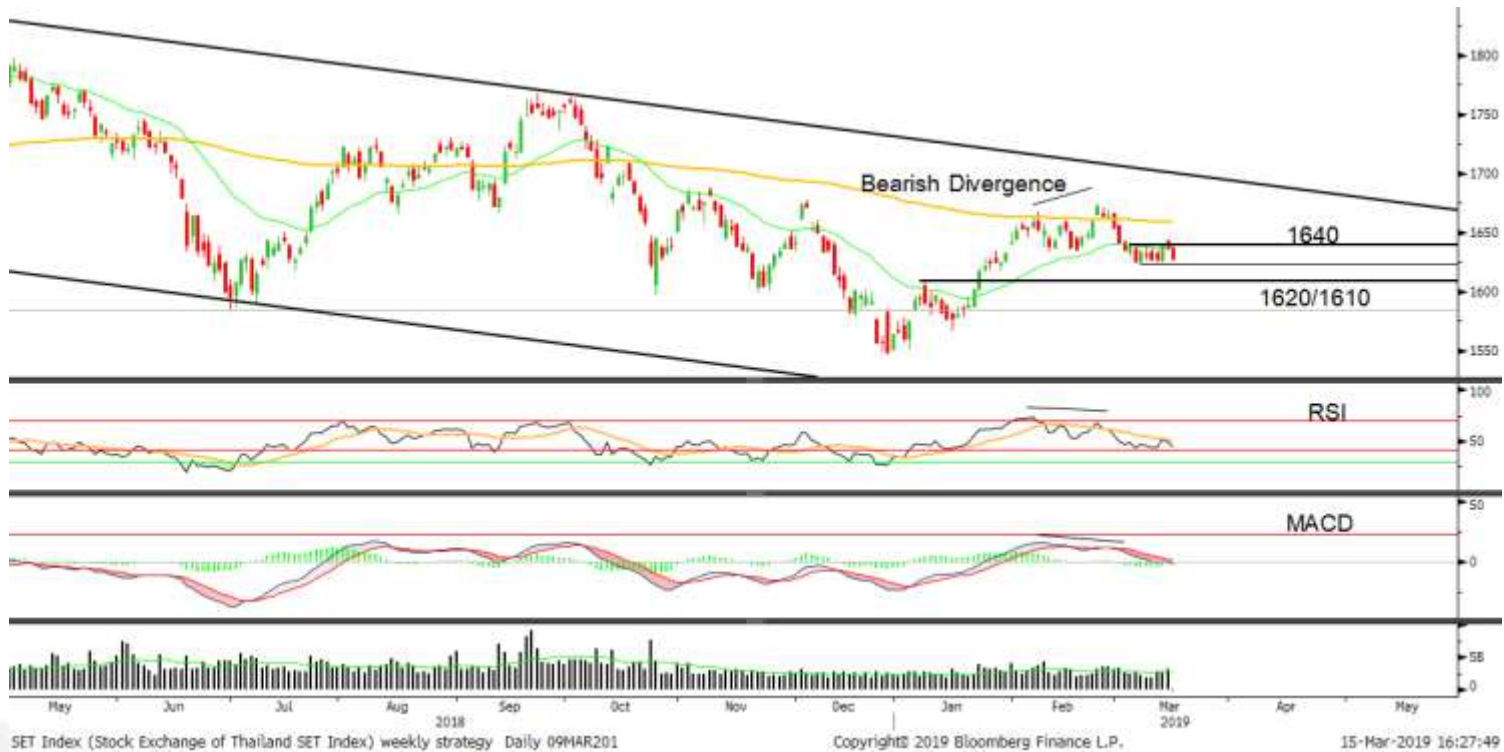 1800
1750
1700
Bearish Divergence
1650
1640
1600
1620/1610
1550
100
RSI
50
50
MACD
0
5B
0
May Jun Jul Aug Sep Oct Nov Dec Jan Feb Mar Apr May
2018 2019
SET Index (Stock Exchange of Thailand SET Index) weekly strategy Daily 09MAR201 Copyright© 2019 Bloomberg Finance L.P. 15-Mar-2019 16:27:49